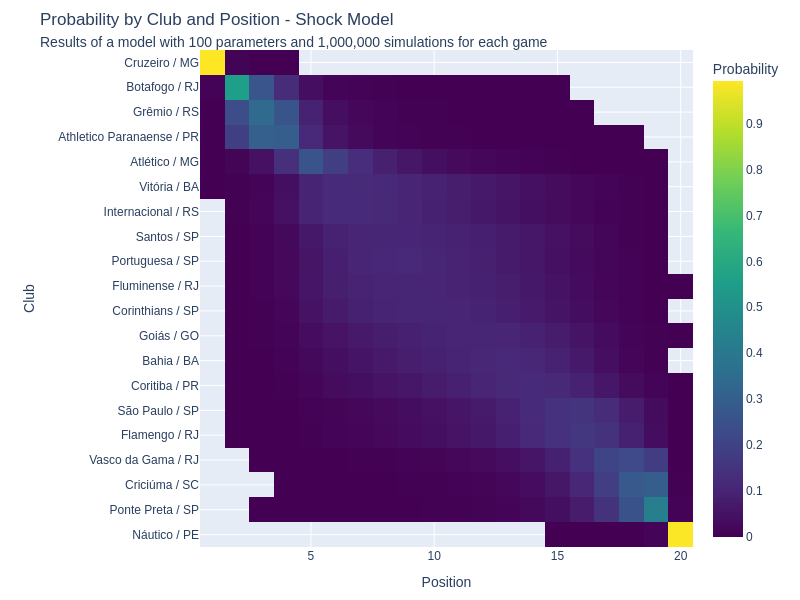 Probability by Club and Position - Shock Model
Results of a model with 100 parameters and 1,000,000 simulations for each game
Club
Cruzeiro / MG
Botafogo / RJ
Grêmio / RS
Athletico Paranaense / PR
Atlético / MG
Vitória / BA
Internacional / RS
Santos / SP
Portuguesa / SP
Fluminense / RJ
Corinthians / SP
Goiás / GO
Bahia / BA
Coritiba / PR
São Paulo / SP
Flamengo / RJ
Vasco da Gama / RJ
Criciúma / SC
Ponte Preta / SP
Náutico / PE
5 10 15 20
Position
Probability
0.9
0.8
0.7
0.6
0.5
0.4
0.3
0.2
0.1
0